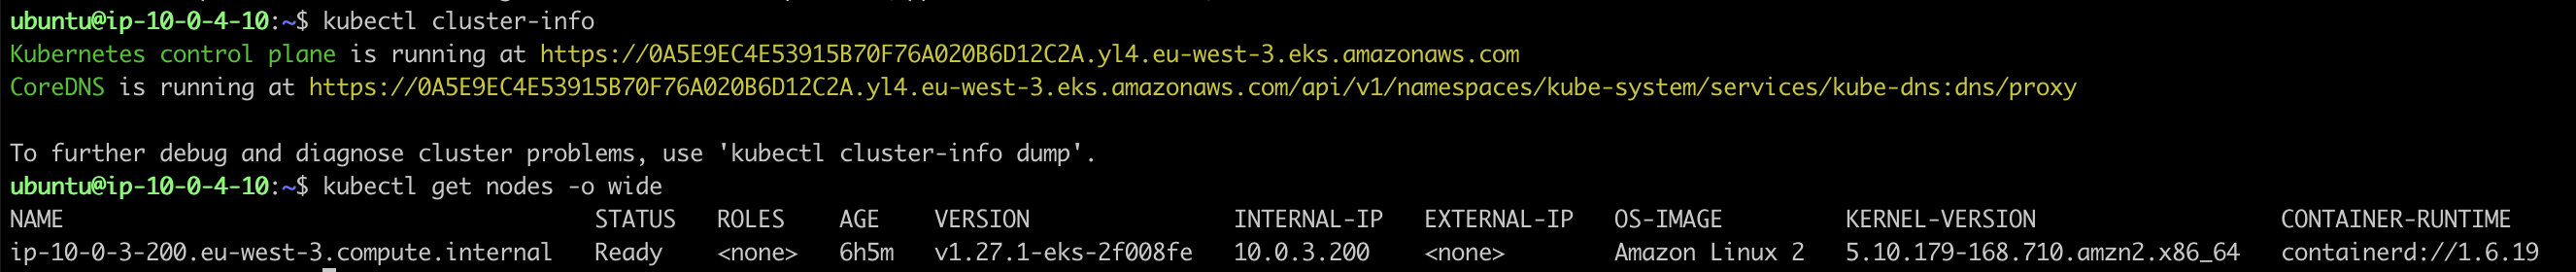 ubuntu@ip-10-0-4-10:~$ kubectl cluster-info
Kubernetes control plane is running at https://0A5E9EC4E53915B70F76A020B6D12C2A.yl4.eu-west-3.eks.amazonaws.com
CoreDNS is running at https://0A5E9EC4E53915B70F76A020B6D12C2A.yl4.eu-west-3.eks.amazonaws.com/api/v1/namespaces/kube-system/services/kube-dns:dns/proxy
To further debug and diagnose cluster problems, use 'kubectl cluster-info dump'.
ubuntu@ip-10-0-4-10:~$ kubectl get nodes -o wide
NAME STATUS ROLES AGE VERSION INTERNAL-IP EXTERNAL-IP OS-IMAGE KERNEL-VERSION CONTAINER-RUNTIME
ip-10-0-3-200.eu-west-3.compute.internal Ready <none> 6h5m v1.27.1-eks-2f008fe 10.0.3.200 <none> Amazon Linux 2 5.10.179-168.710.amzn2.x86_64 containerd://1.6.19